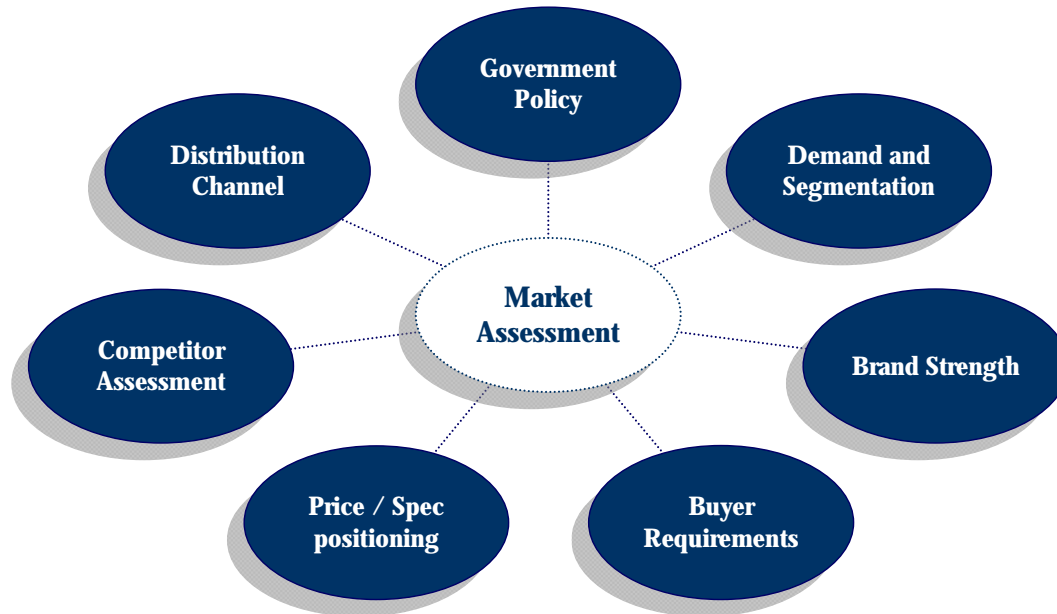 Government
Policy
Distribution
Channel
Demand and
Segmentation
Market
Assessment
Competitor
Assessment
Brand Strength
Price / Spec
positioning
Buyer
Requirements